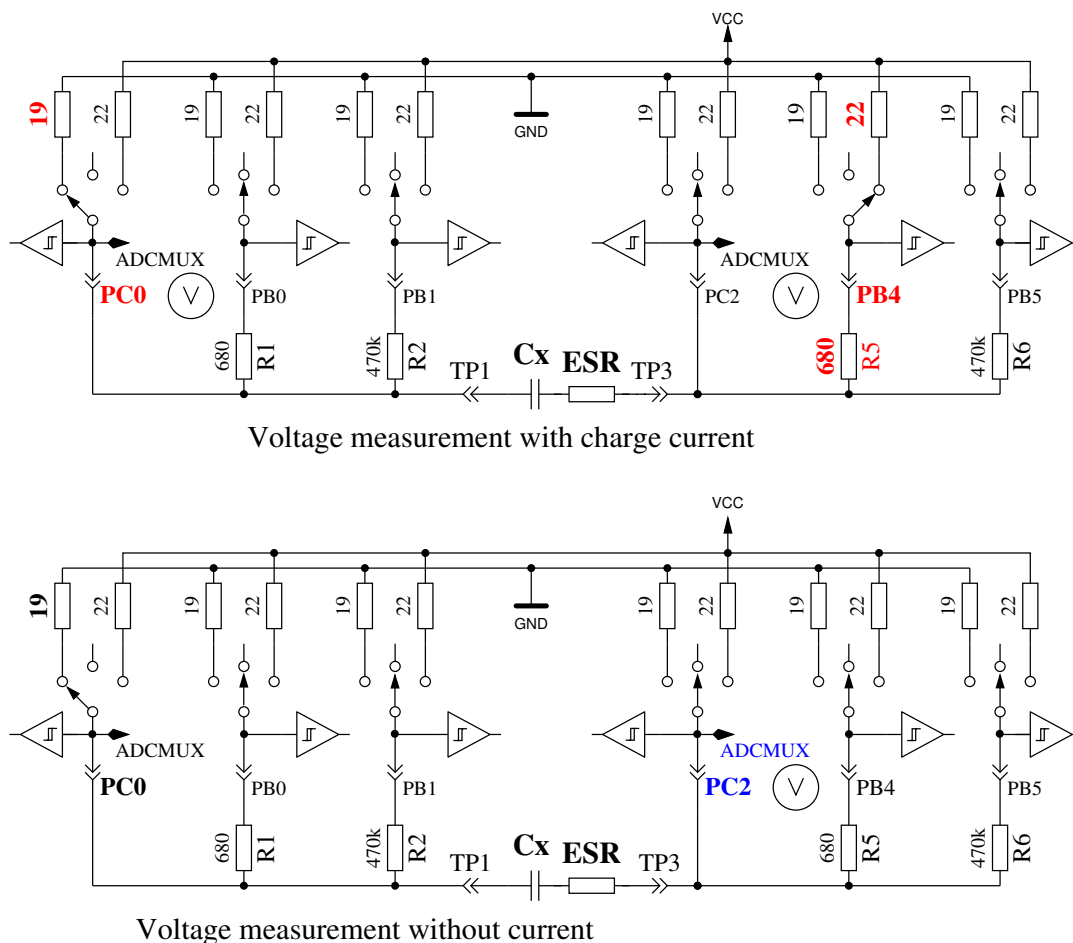 VCC
19 22 19 22 19 22 19 22 19 22 19 22
GND
ADCMUX ADCMUX
PC0 V PB0 PB1 PC2 V PB4 PB5
680 R1 470k R2 680 R5 470k R6
TP1 Cx ESR TP3
Voltage measurement with charge current
VCC
19 22 19 22 19 22 19 22 19 22 19 22
GND
ADCMUX ADCMUX
PC0 PB0 PB1 PC2 V PB4 PB5
680 R1 470k R2 680 R5 470k R6
TP1 Cx ESR TP3
Voltage measurement without current